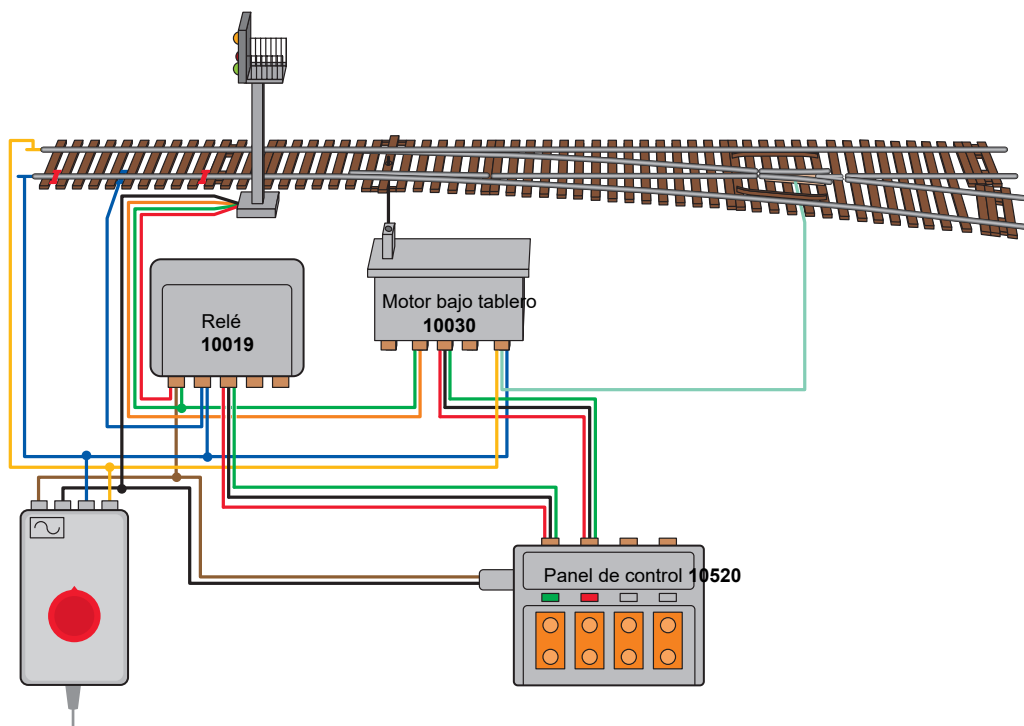 Motor bajo tablero
10030
Relé
10019
Panel de control 10520